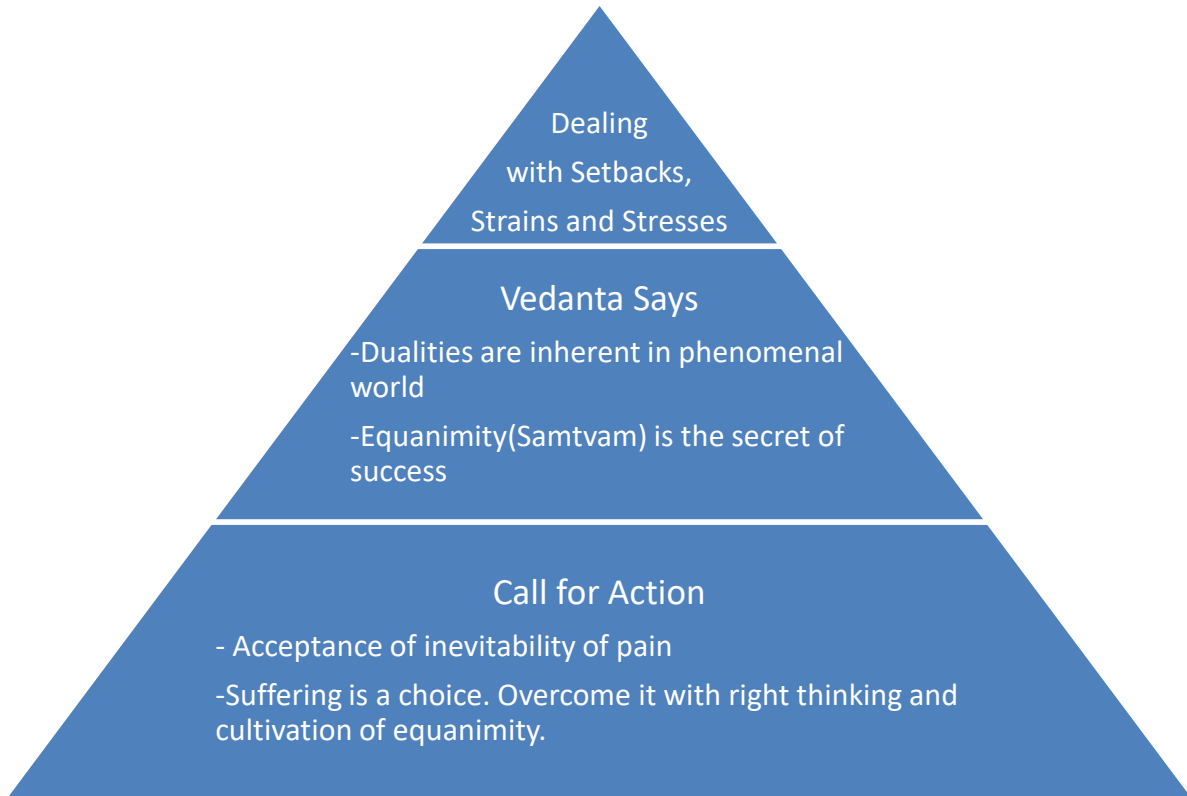 Dealing
with Setbacks,
Strains and Stresses
Vedanta Says
-Dualities are inherent in phenomenal
world
-Equanimity(Samtvam) is the secret of
success
Call for Action
- Acceptance of inevitability of pain
-Suffering is a choice. Overcome it with right thinking and
cultivation of equanimity.